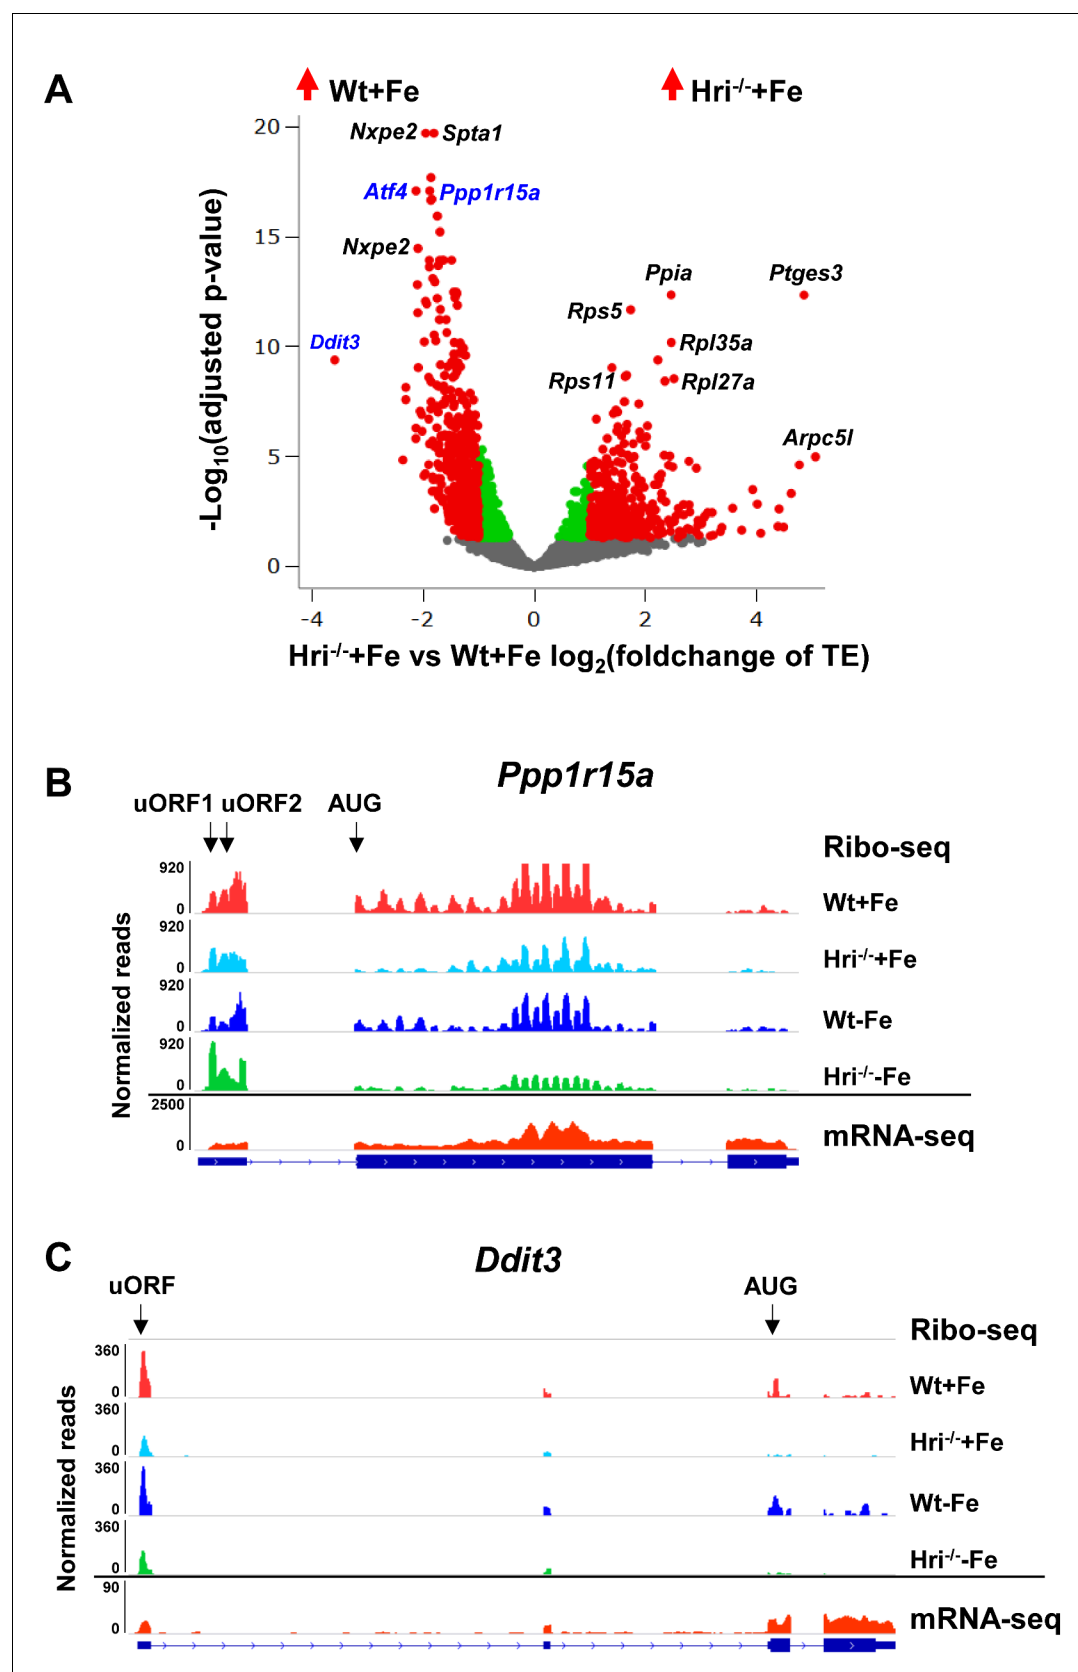 A
Wt+Fe
Hri-/-+Fe
-Log10(adjusted p-value)
20
15
10
5
0
Nxpe2
Spta1
Atf4
Ppp1r15a
Nxpe2
Ddit3
Ppia
Ptges3
Rps5
Rpl35a
Rps11
Rpl27a
Arpc5l
-4 -2 0 2 4
Hri-/-+Fe vs Wt+Fe log2(foldchange of TE)
B
Ppp1r15a
uORF1 uORF2 AUG
Ribo-seq
Normalized reads
920
0
Wt+Fe
920
0
Hri-/-+Fe
920
0
Wt-Fe
920
0
Hri-/--Fe
2500
0
mRNA-seq
C
Ddit3
uORF
AUG
Ribo-seq
Normalized reads
360
0
Wt+Fe
360
0
Hri-/-+Fe
360
0
Wt-Fe
360
0
Hri-/--Fe
90
0
mRNA-seq